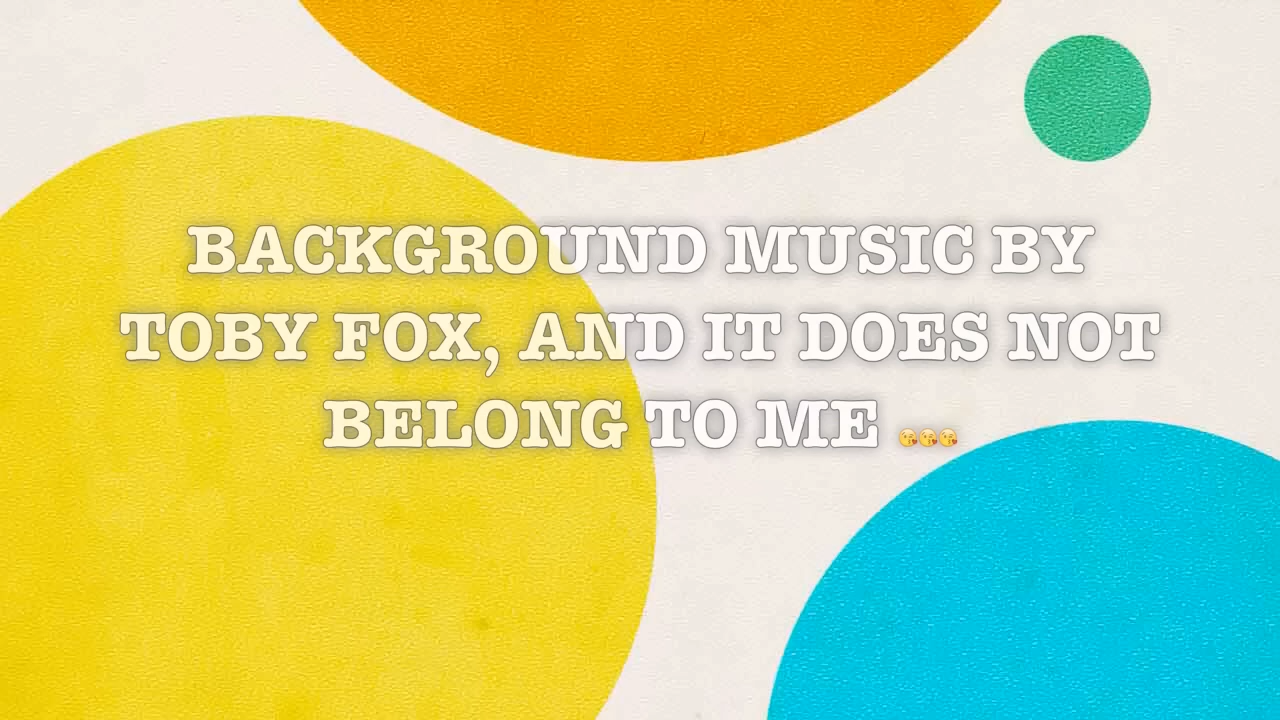 BACKGROUND MUSIC BY
TOBY FOX, AND IT DOES NOT
BELONG TO ME 😘😘😘